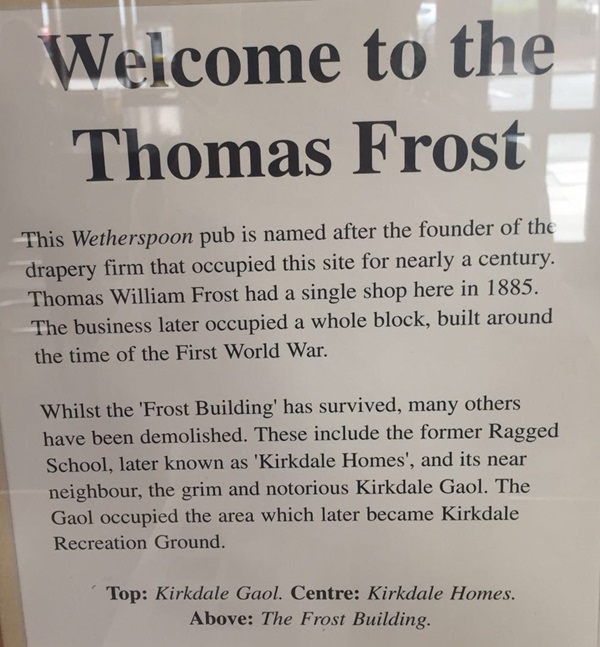 Welcome to the
Thomas Frost
This Wetherspoon pub is named after the founder of the
drapery firm that occupied this site for nearly a century.
Thomas William Frost had a single shop here in 1885.
The business later occupied a whole block, built around
the time of the First World War.
Whilst the 'Frost Building' has survived, many others
have been demolished. These include the former Ragged
School, later known as 'Kirkdale Homes', and its near
neighbour, the grim and notorious Kirkdale Gaol. The
Gaol occupied the area which later became Kirkdale
Recreation Ground.
Top: Kirkdale Gaol. Centre: Kirkdale Homes.
Above: The Frost Building.